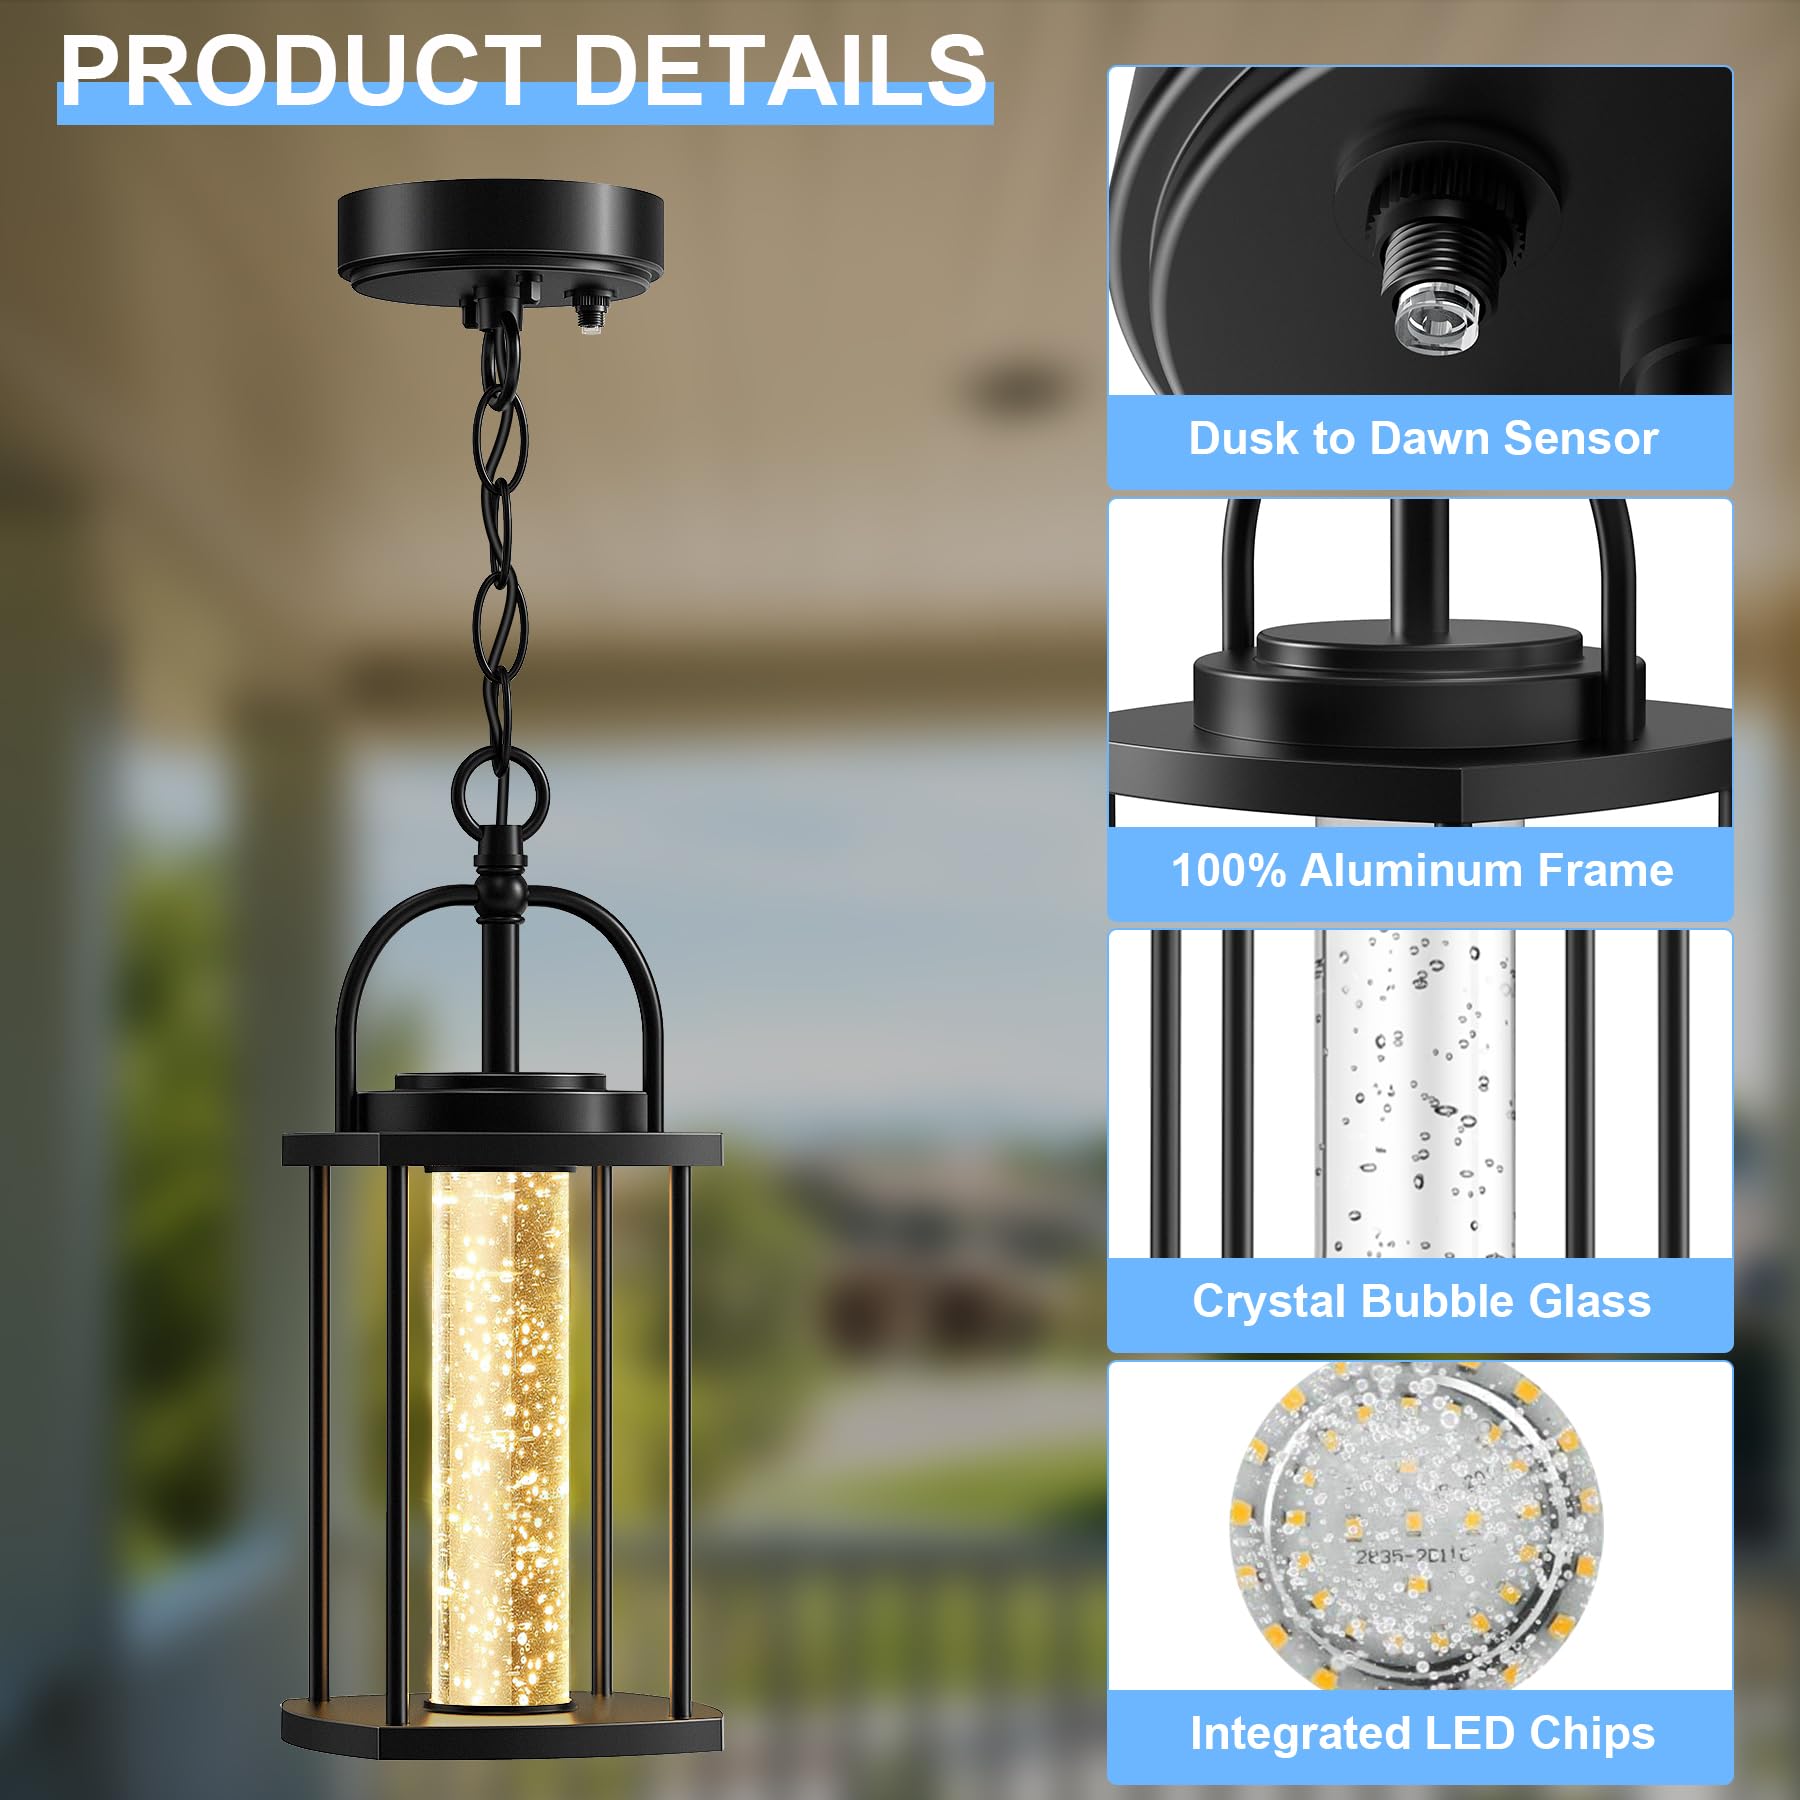 PRODUCT DETAILS
Dusk to Dawn Sensor
100% Aluminum Frame
Crystal Bubble Glass
Integrated LED Chips